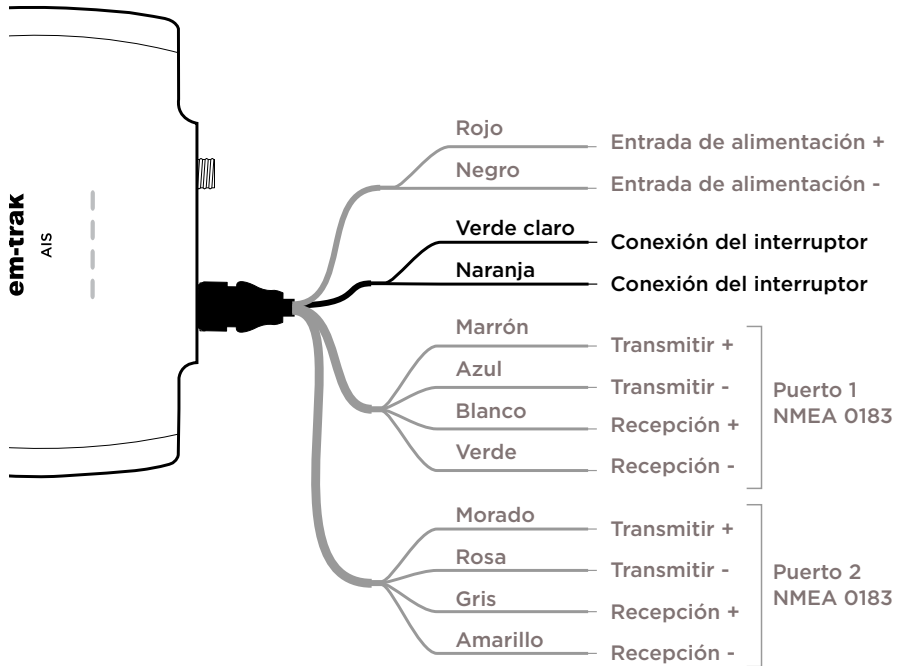 em-trak
AIS
Rojo
Entrada de alimentación +
Negro
Entrada de alimentación -
Verde claro
Conexión del interruptor
Naranja
Conexión del interruptor
Marrón
Transmitir +
Azul
Transmitir -
Blanco
Recepción +
Verde
Recepción -
Puerto 1
NMEA 0183
Morado
Transmitir +
Rosa
Transmitir -
Gris
Recepción +
Amarillo
Recepción -
Puerto 2
NMEA 0183